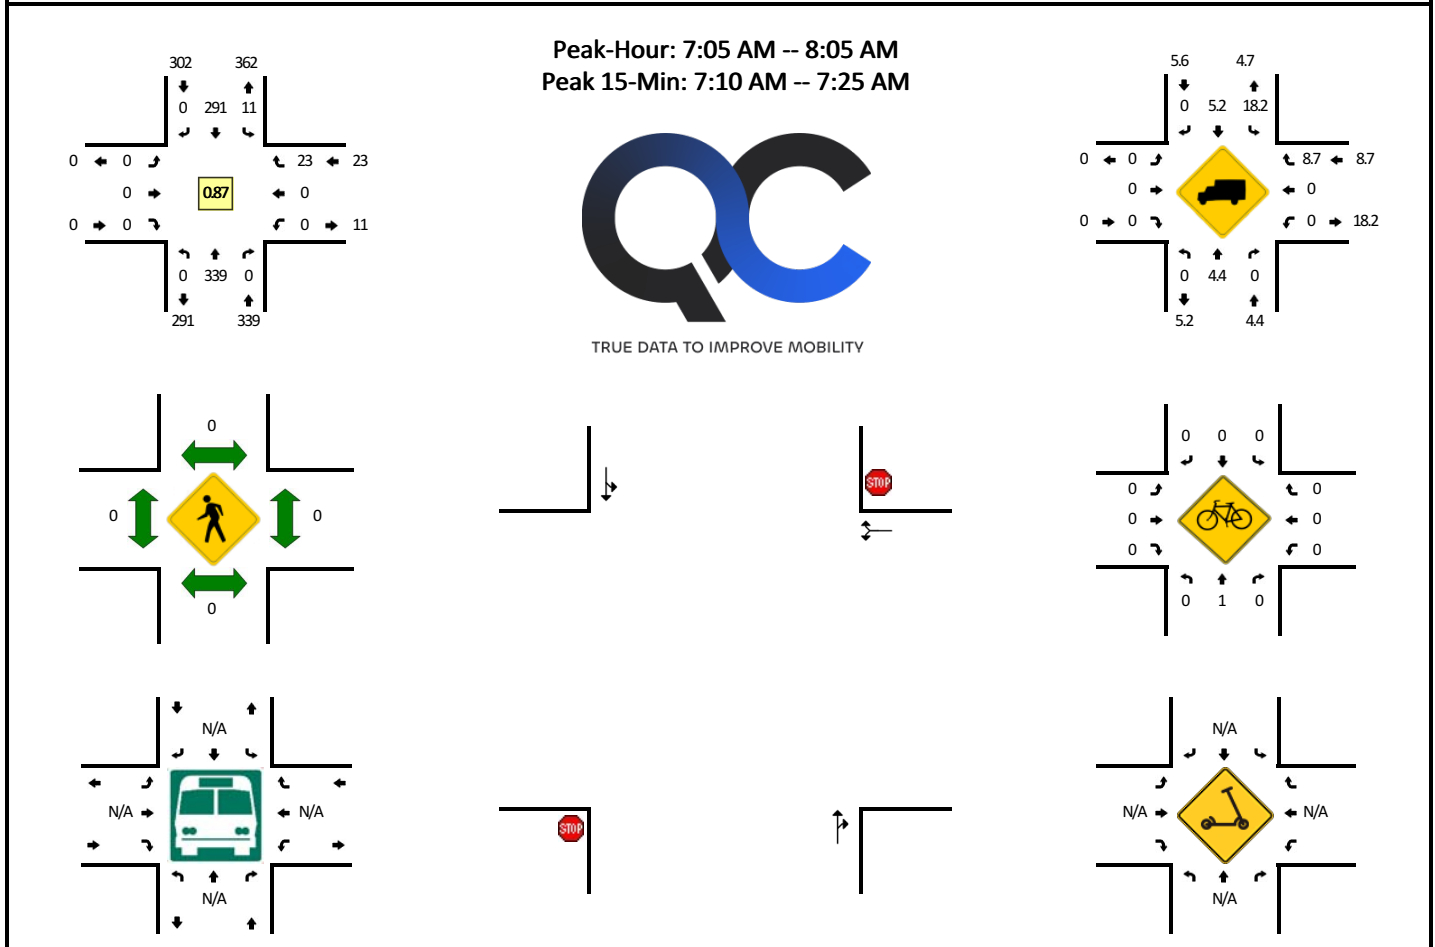 Peak-Hour: 7:05 AM -- 8:05 AM
Peak 15-Min: 7:10 AM -- 7:25 AM
302 362
0 291 11
0 0 23 23
0 0.87 0
0 0 0 11
0 339 0
291 339
TRUE DATA TO IMPROVE MOBILITY
5.6 4.7
0 5.2 18.2
0 0 8.7 8.7
0 0
0 0 0 18.2
0 4.4 0
5.2 4.4
0
0 0
0
STOP
STOP
0 0 0
0 0
0 0
0 0
0 1 0
N/A
N/A N/A
N/A
N/A
N/A N/A
N/A